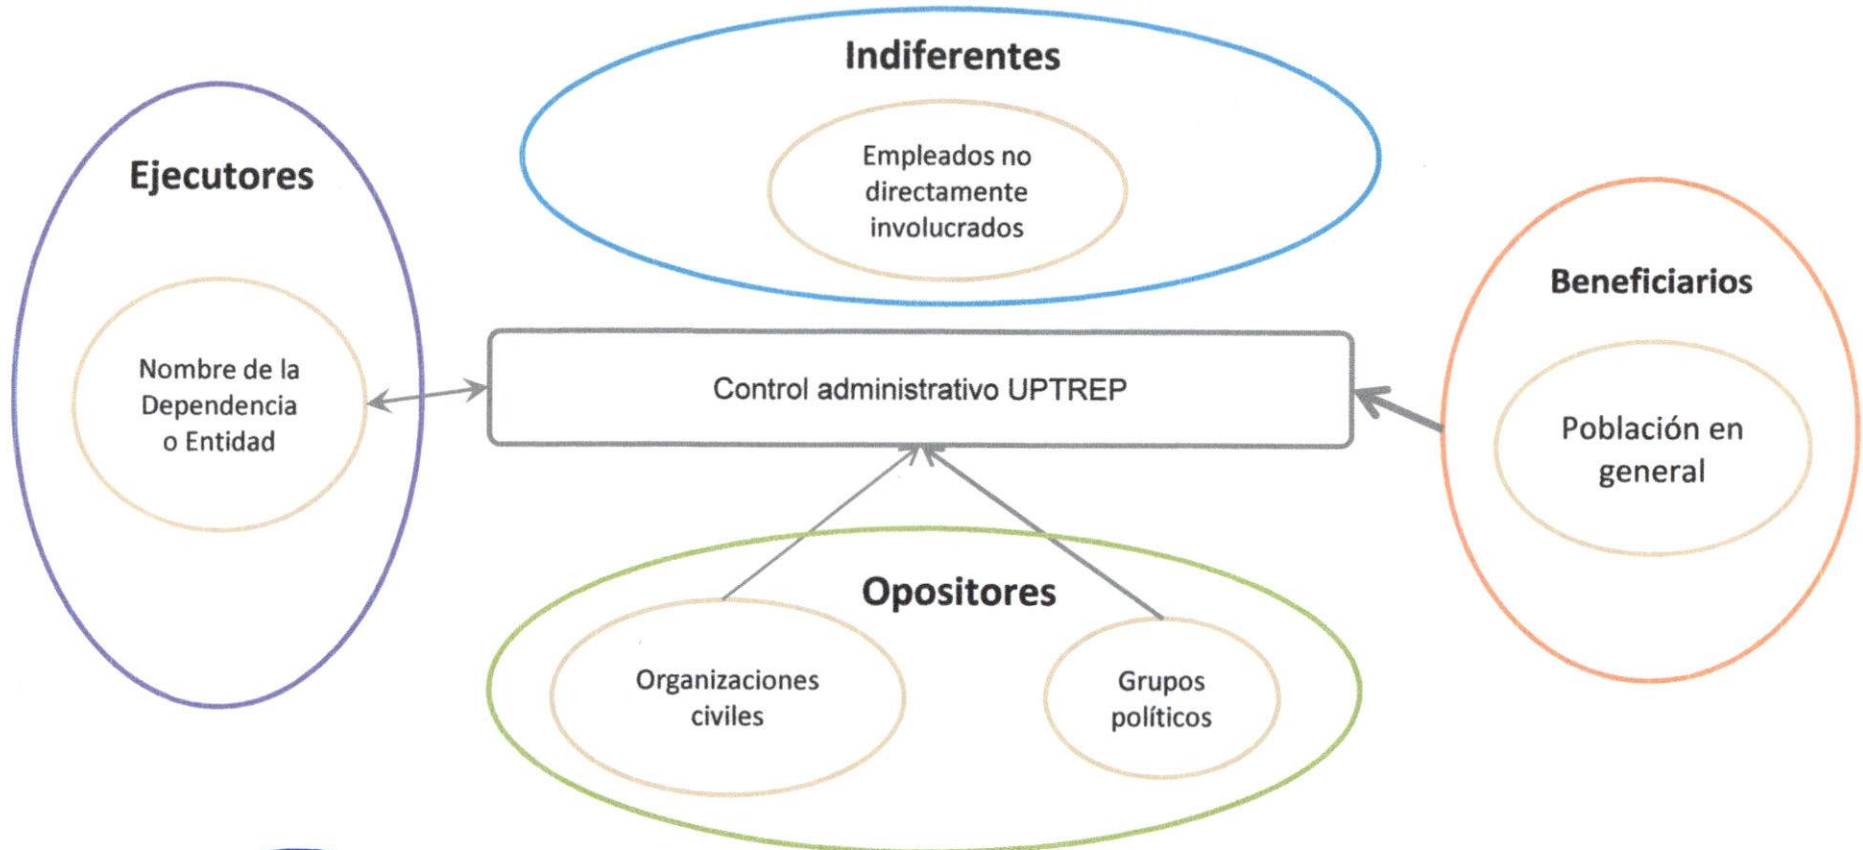 Indiferentes
Empleados no
directamente
involucrados
Ejecutores
Nombre de la
Dependencia
o Entidad
Control administrativo UPTREP
Beneficiarios
Población en
general
Opositores
Organizaciones
civiles
Grupos
políticos